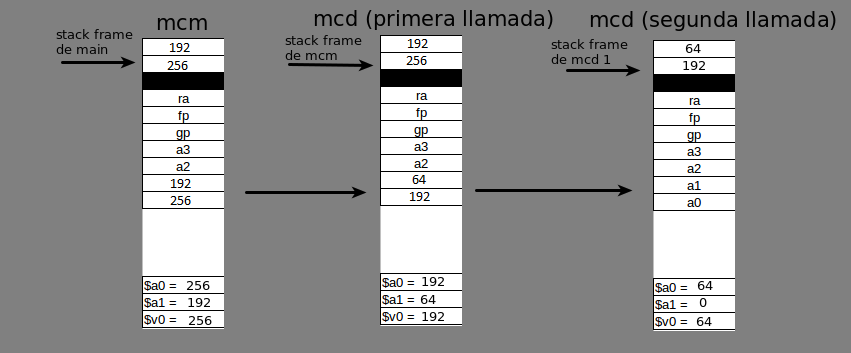 mcm
stack frame
de main
192
256
ra
fp
gp
a3
a2
192
256
$a0 = 256
$a1 = 192
$v0 = 256
mcd (primera llamada)
stack frame
de mcm
192
256
ra
fp
gp
a3
a2
64
192
$a0 = 192
$a1 = 64
$v0 = 192
mcd (segunda llamada)
stack frame
de mcd 1
64
192
ra
fp
gp
a3
a2
a1
a0
$a0 = 64
$a1 = 0
$v0 = 64